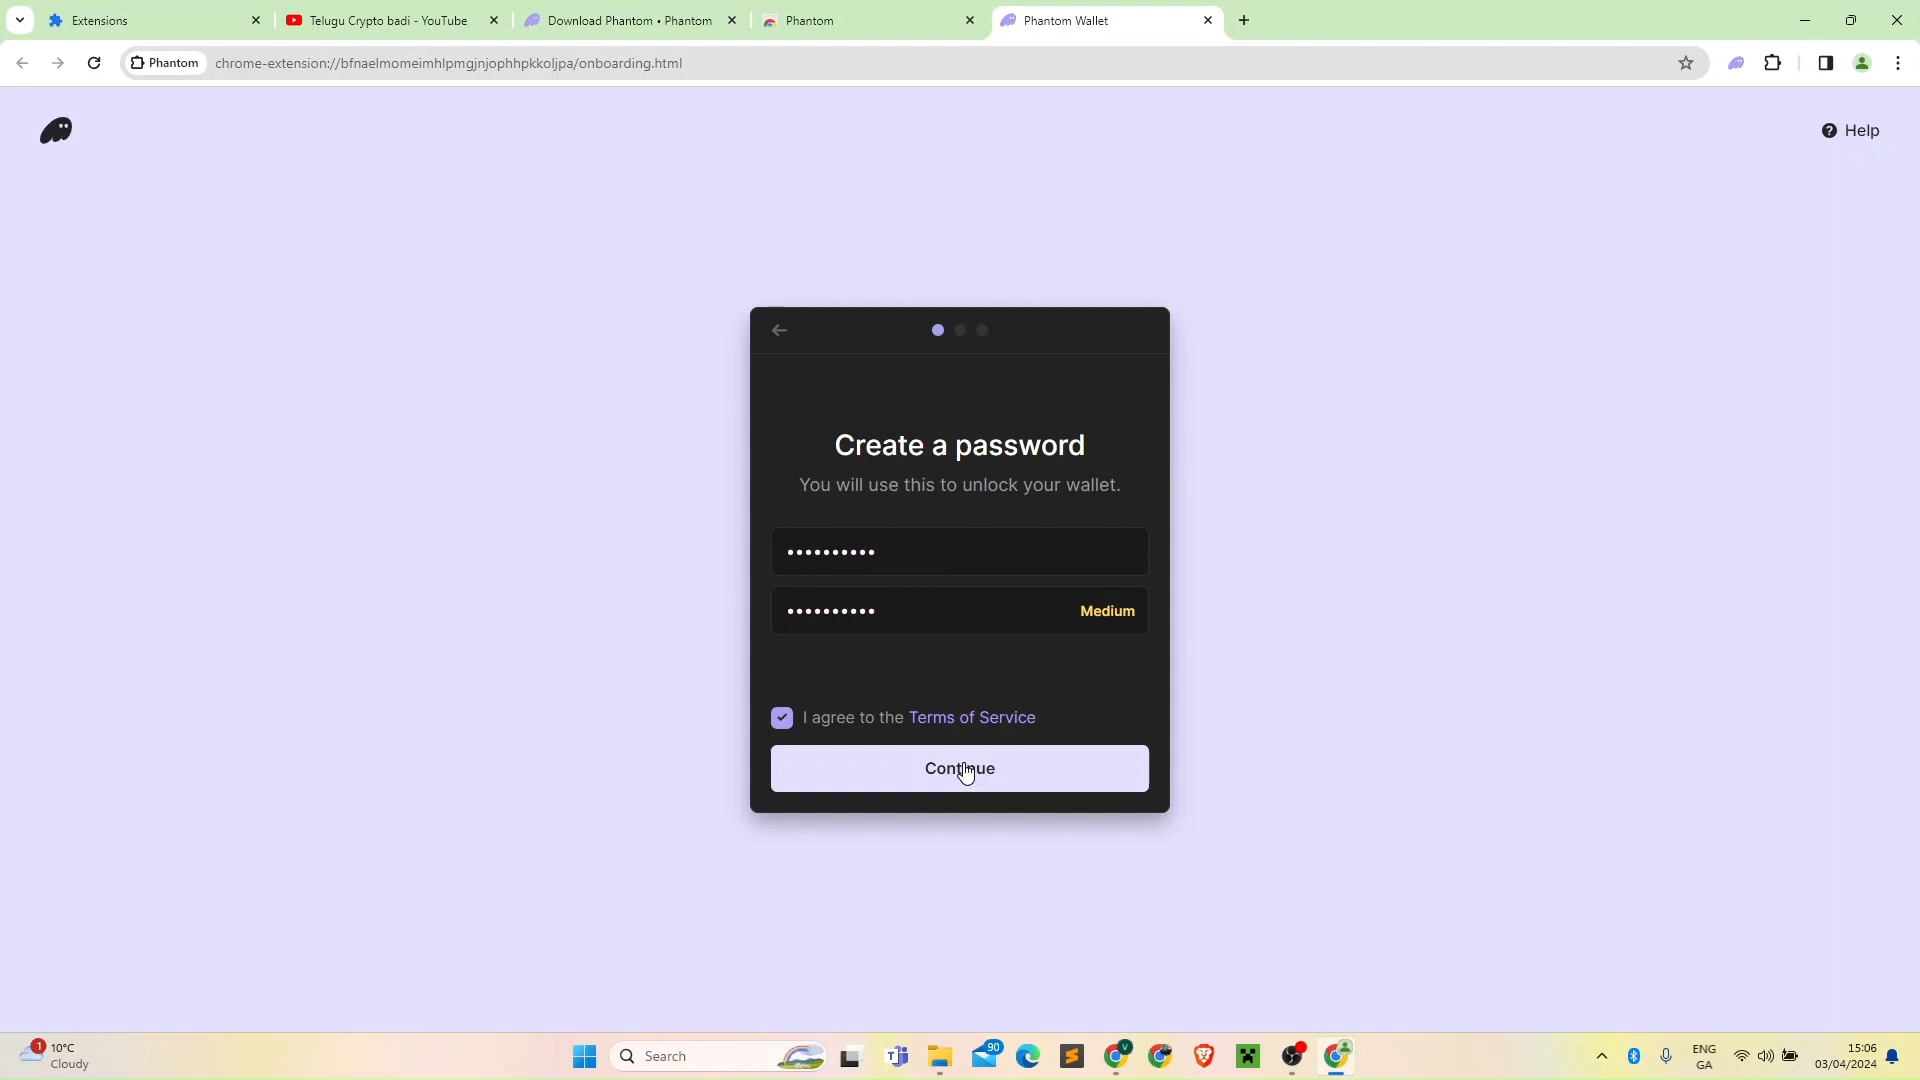 Extensions
Telugu Crypto badi - YouTube
Download Phantom • Phantom
Phantom
Phantom Wallet
Phantom
chrome-extension://bfnaelmomeimhlpmgjnjophhpkkoljpa/onboarding.html
Help
Create a password
You will use this to unlock your wallet.
••••••••••
••••••••••
Medium
I agree to the Terms of Service
Continue
1
10°C
Cloudy
Search
90
V
ENG
GA
15:06
03/04/2024